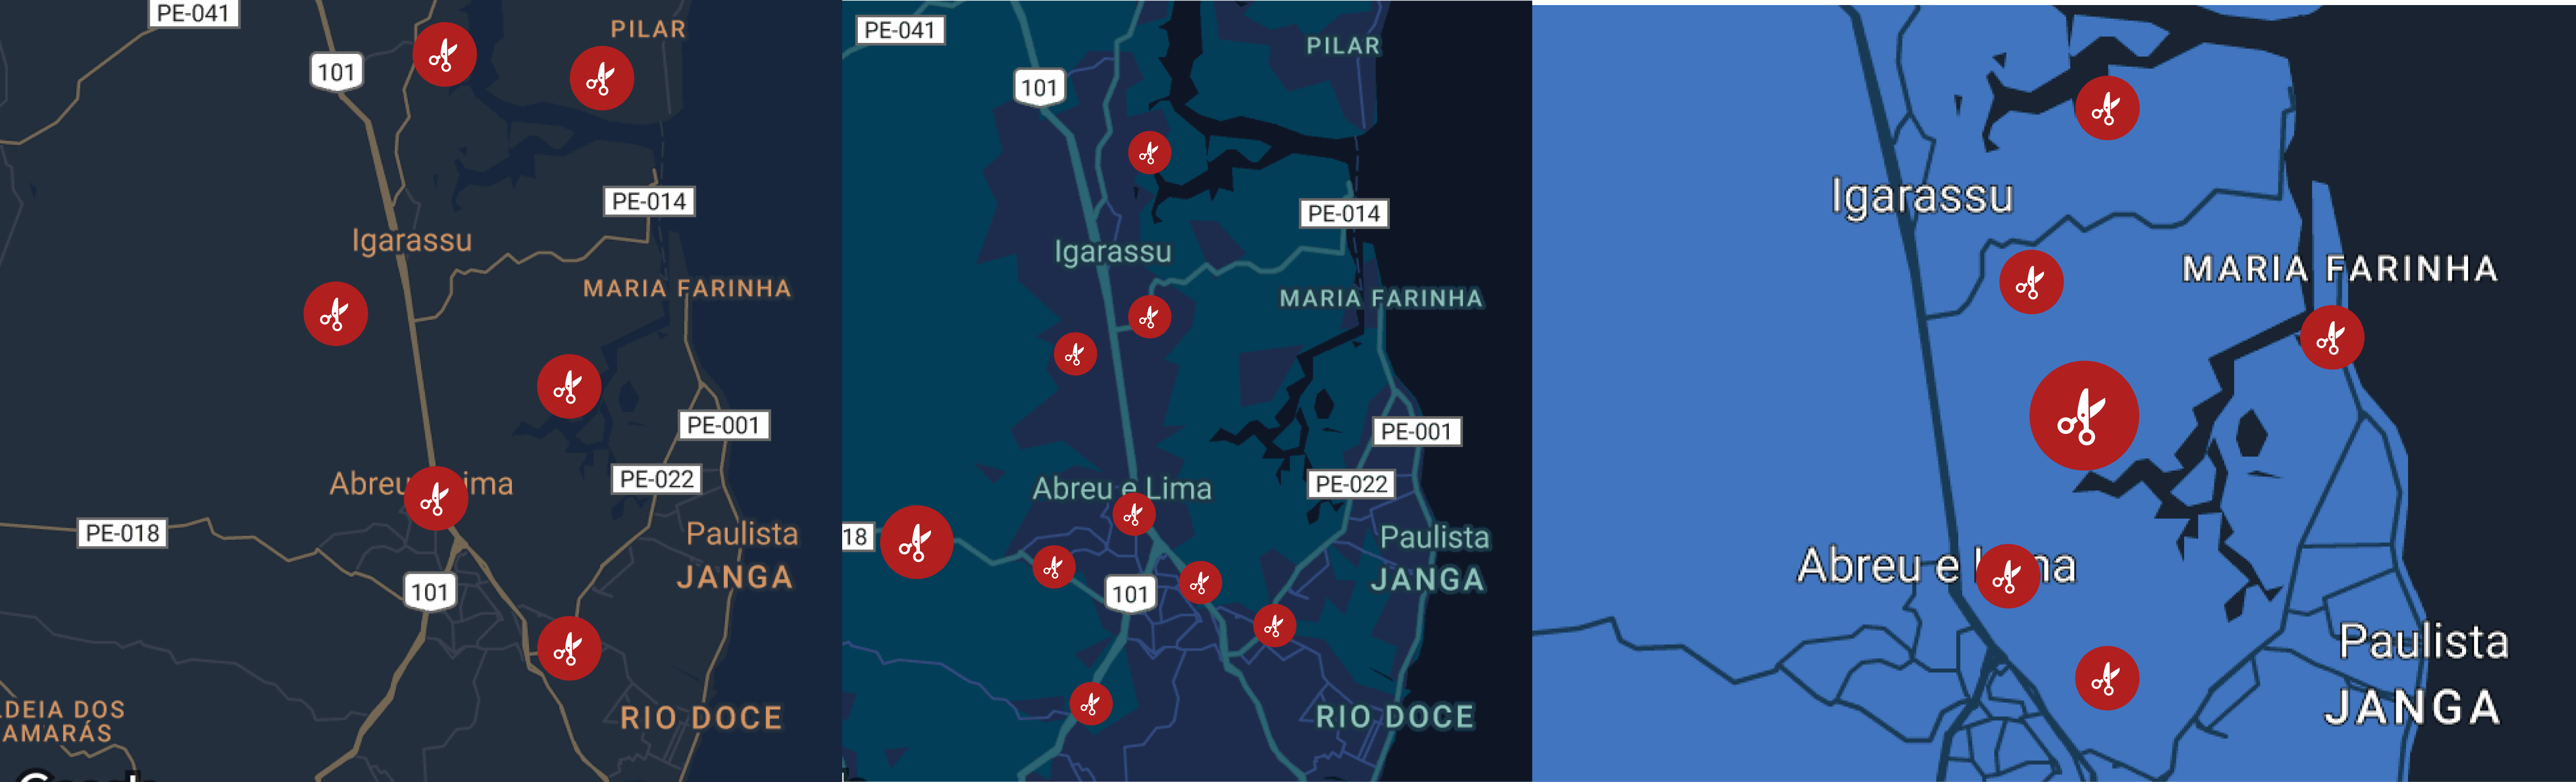 PE-041
PILAR
101
PE-014
Igarassu
MARIA FARINHA
PE-001
PE-022
PE-018
Paulista
JANGA
101
RIO DOCE
PE-041
PILAR
101
PE-014
Igarassu
MARIA FARINHA
PE-001
Abreu e Lima
PE-022
18
Paulista
JANGA
101
RIO DOCE
Igarassu
MARIA FARINHA
Abreu e
Paulista
JANGA